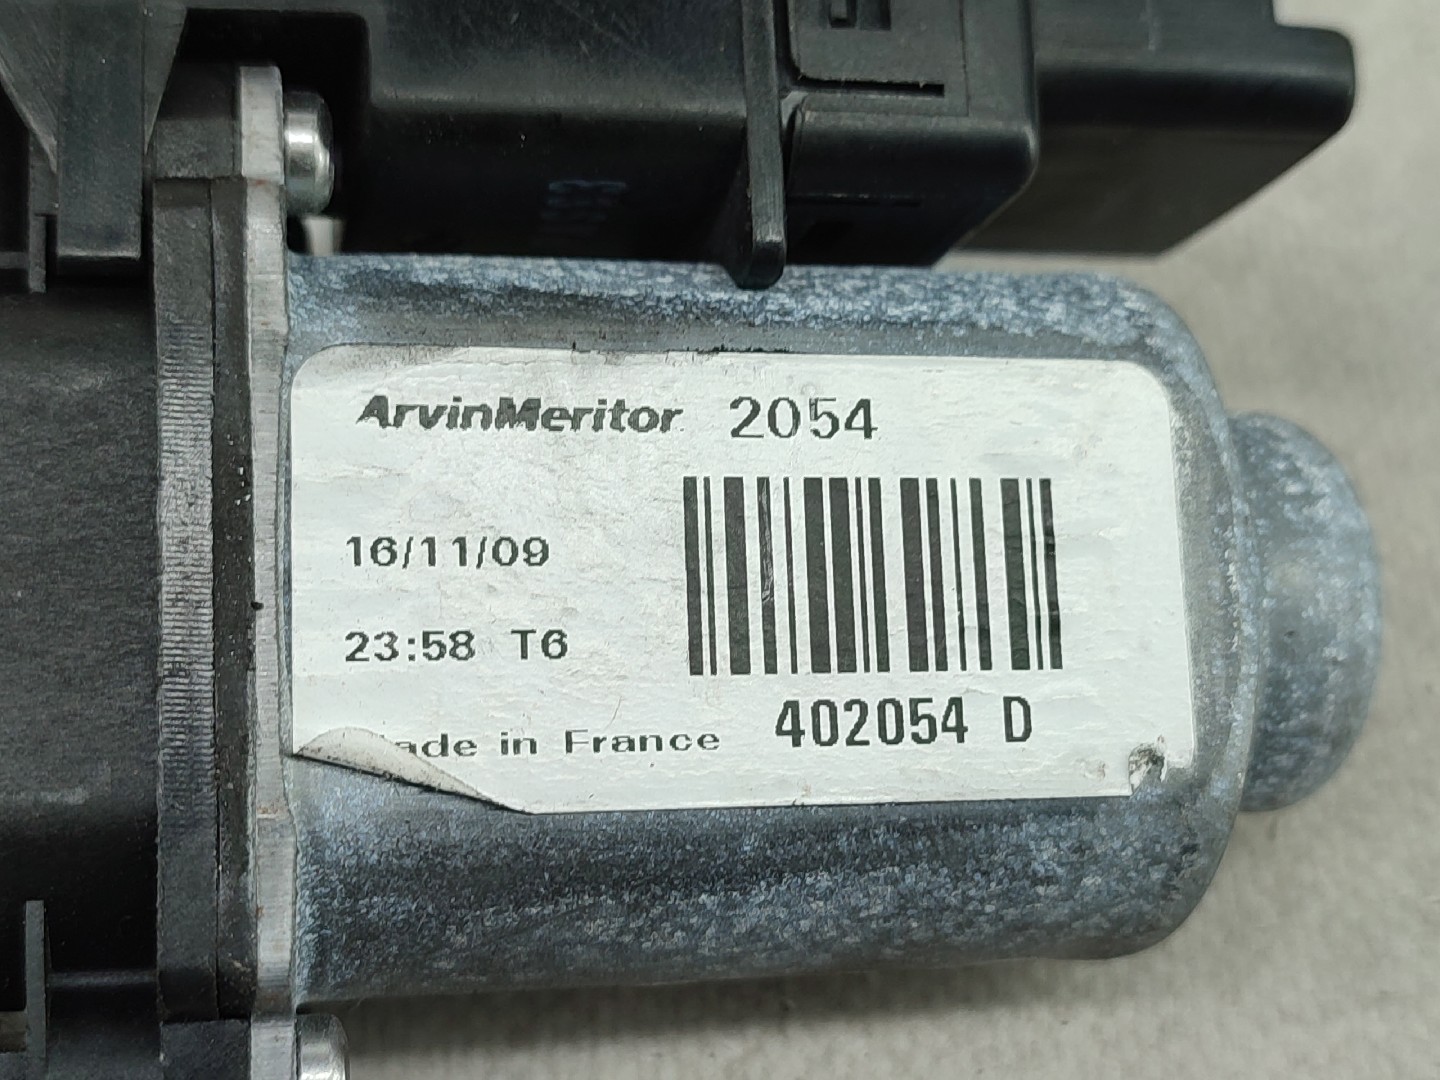 ArvinMeritor 2054
16/11/09
23:58 T6
ade in France
402054 D